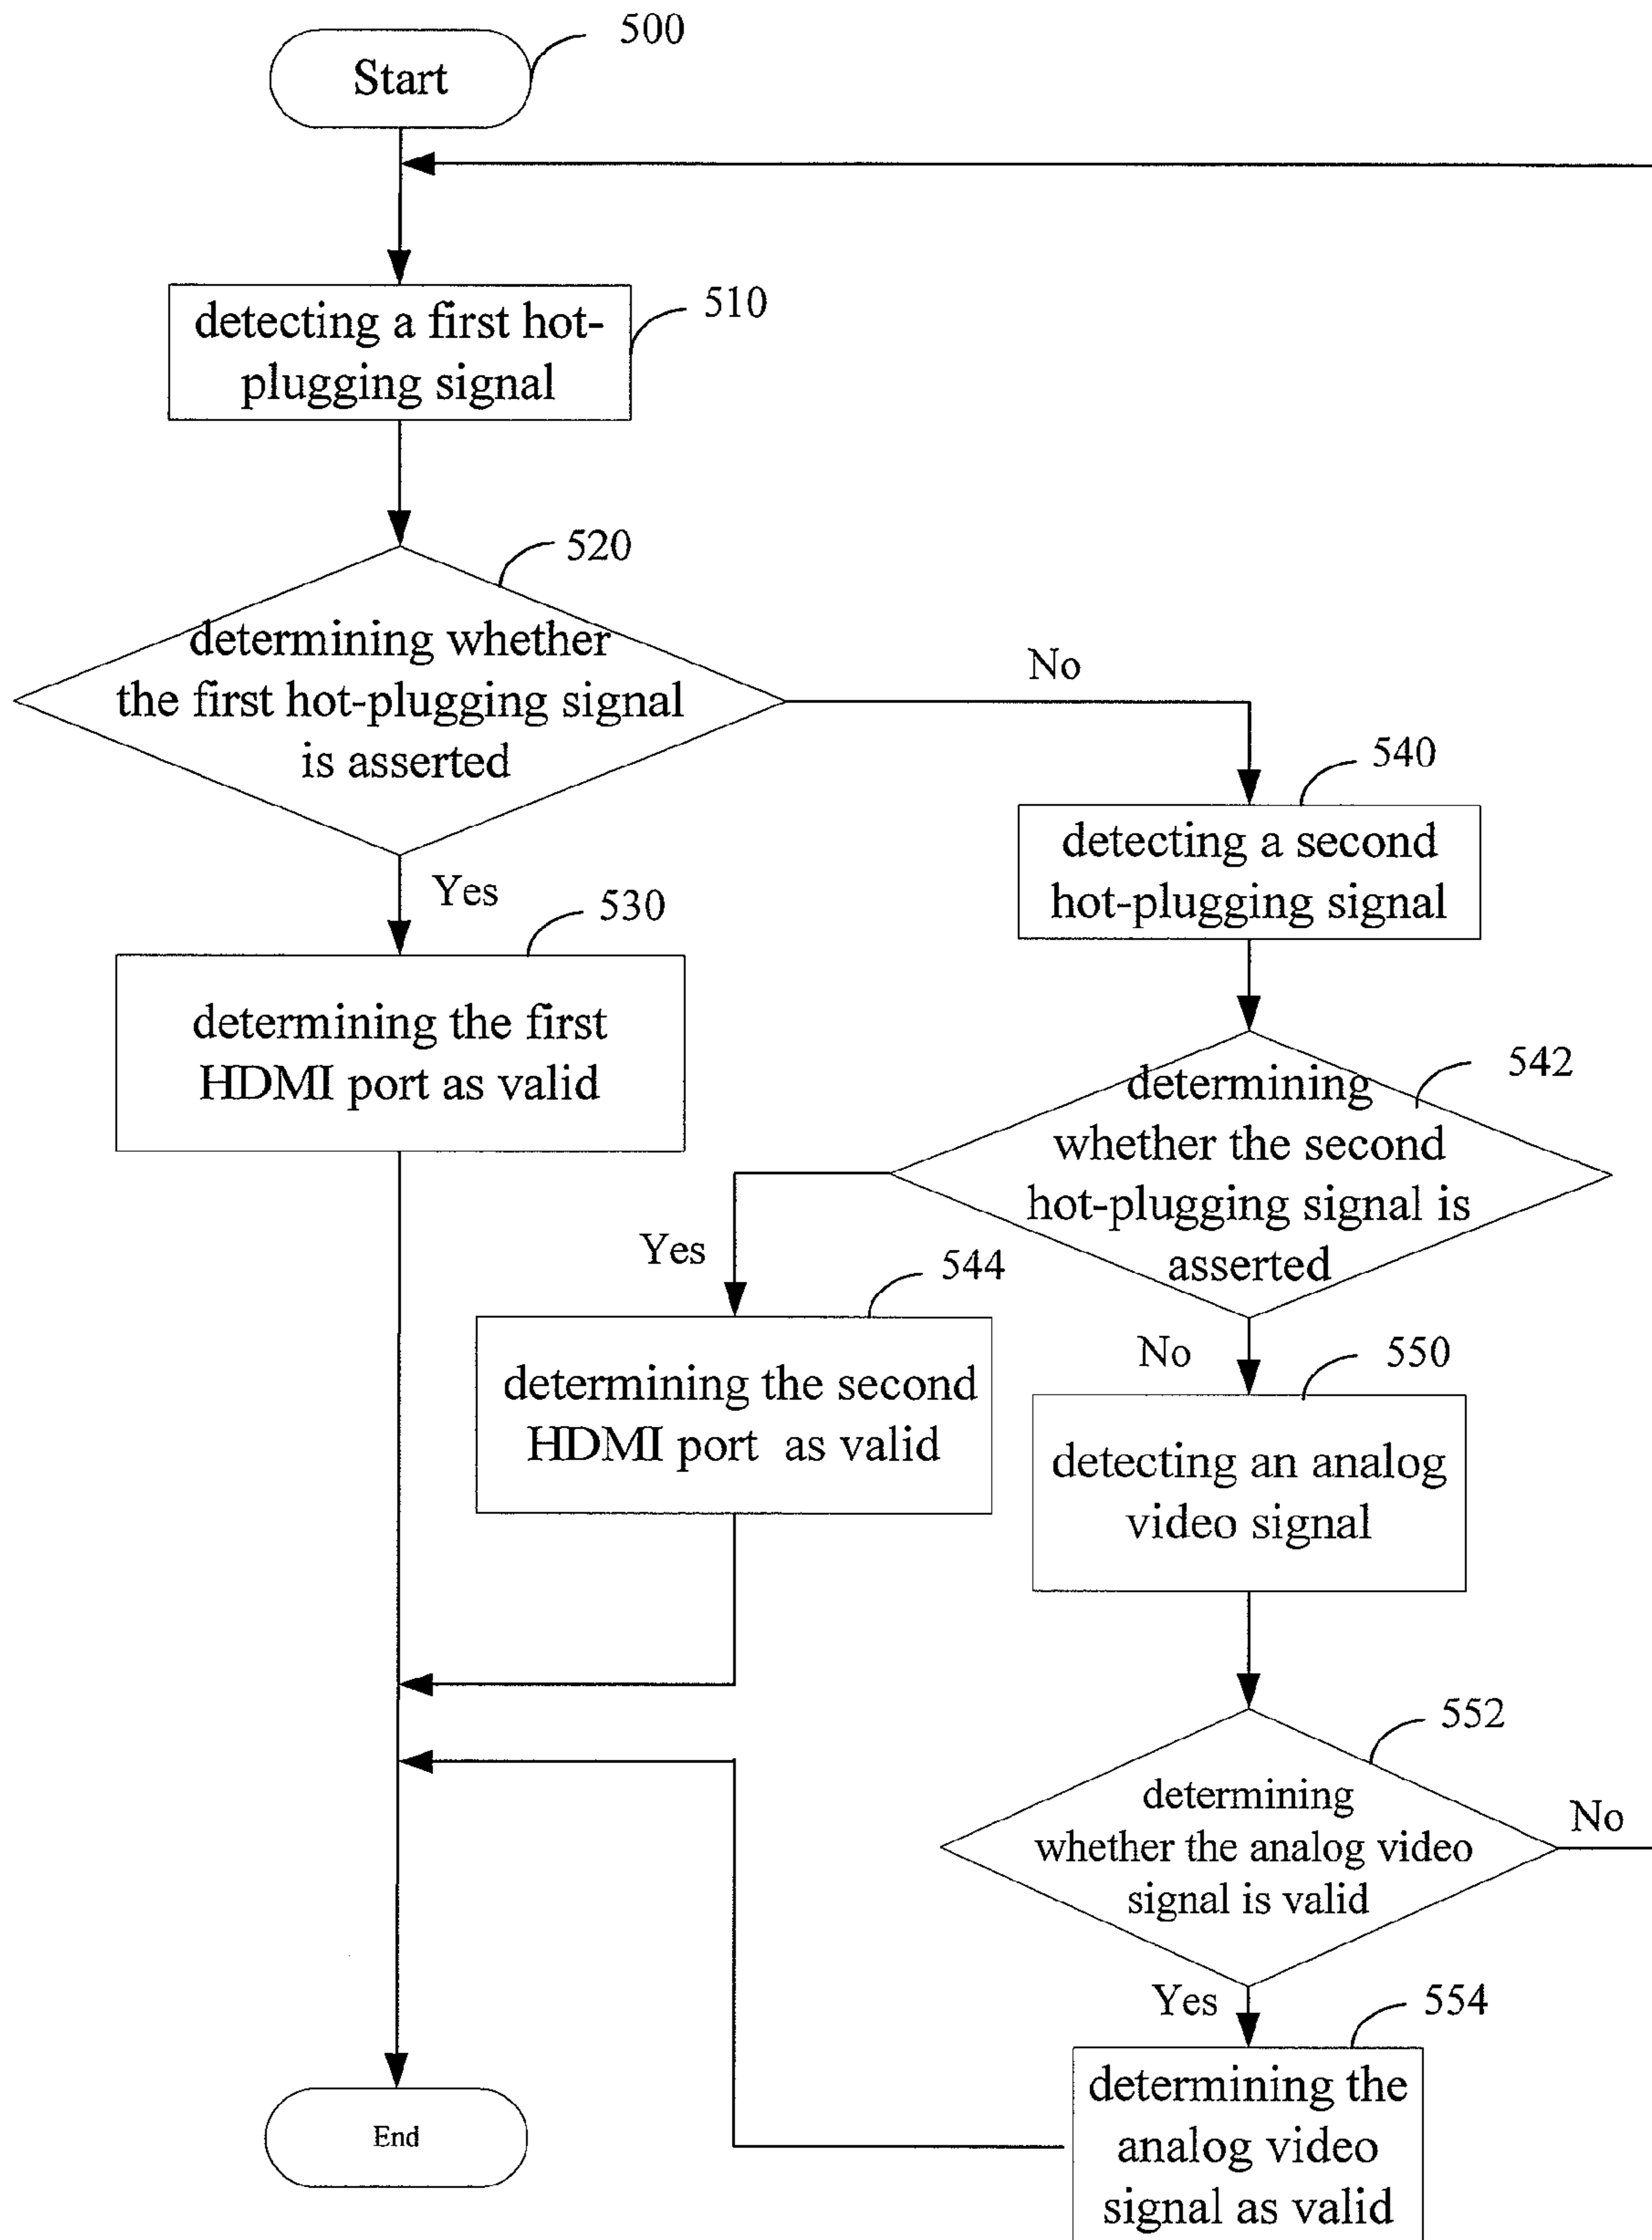 500
Start
510
detecting a first hot-
plugging signal
520
determining whether
the first hot-plugging signal
is asserted
No
540
detecting a second
hot-plugging signal
Yes
530
determining the first
HDMI port as valid
542
determining
whether the second
hot-plugging signal is
asserted
Yes
544
determining the second
HDMI port as valid
No
550
detecting an analog
video signal
552
determining
whether the analog video
signal is valid
No
Yes
554
determining the
analog video
signal as valid
End